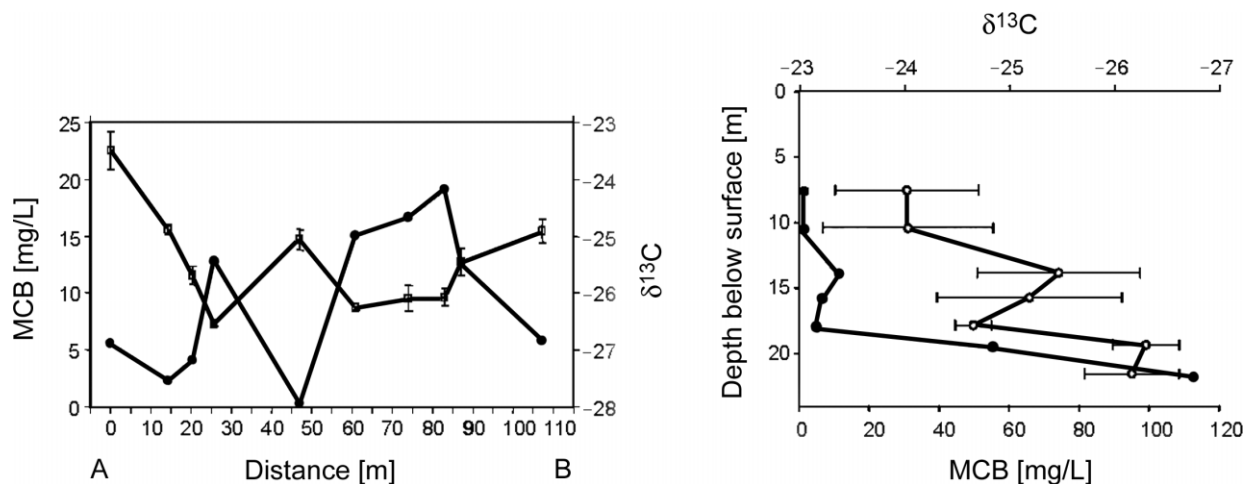 25
20
15
10
5
0
MCB [mg/L]
−23
−24
−25
−26
−27
−28
δ13C
0 10 20 30 40 50 60 70 80 90 100 110
A Distance [m] B
δ13C
−23 −24 −25 −26 −27
0
5
10
15
20
Depth below surface [m]
0 20 40 60 80 100 120
MCB [mg/L]